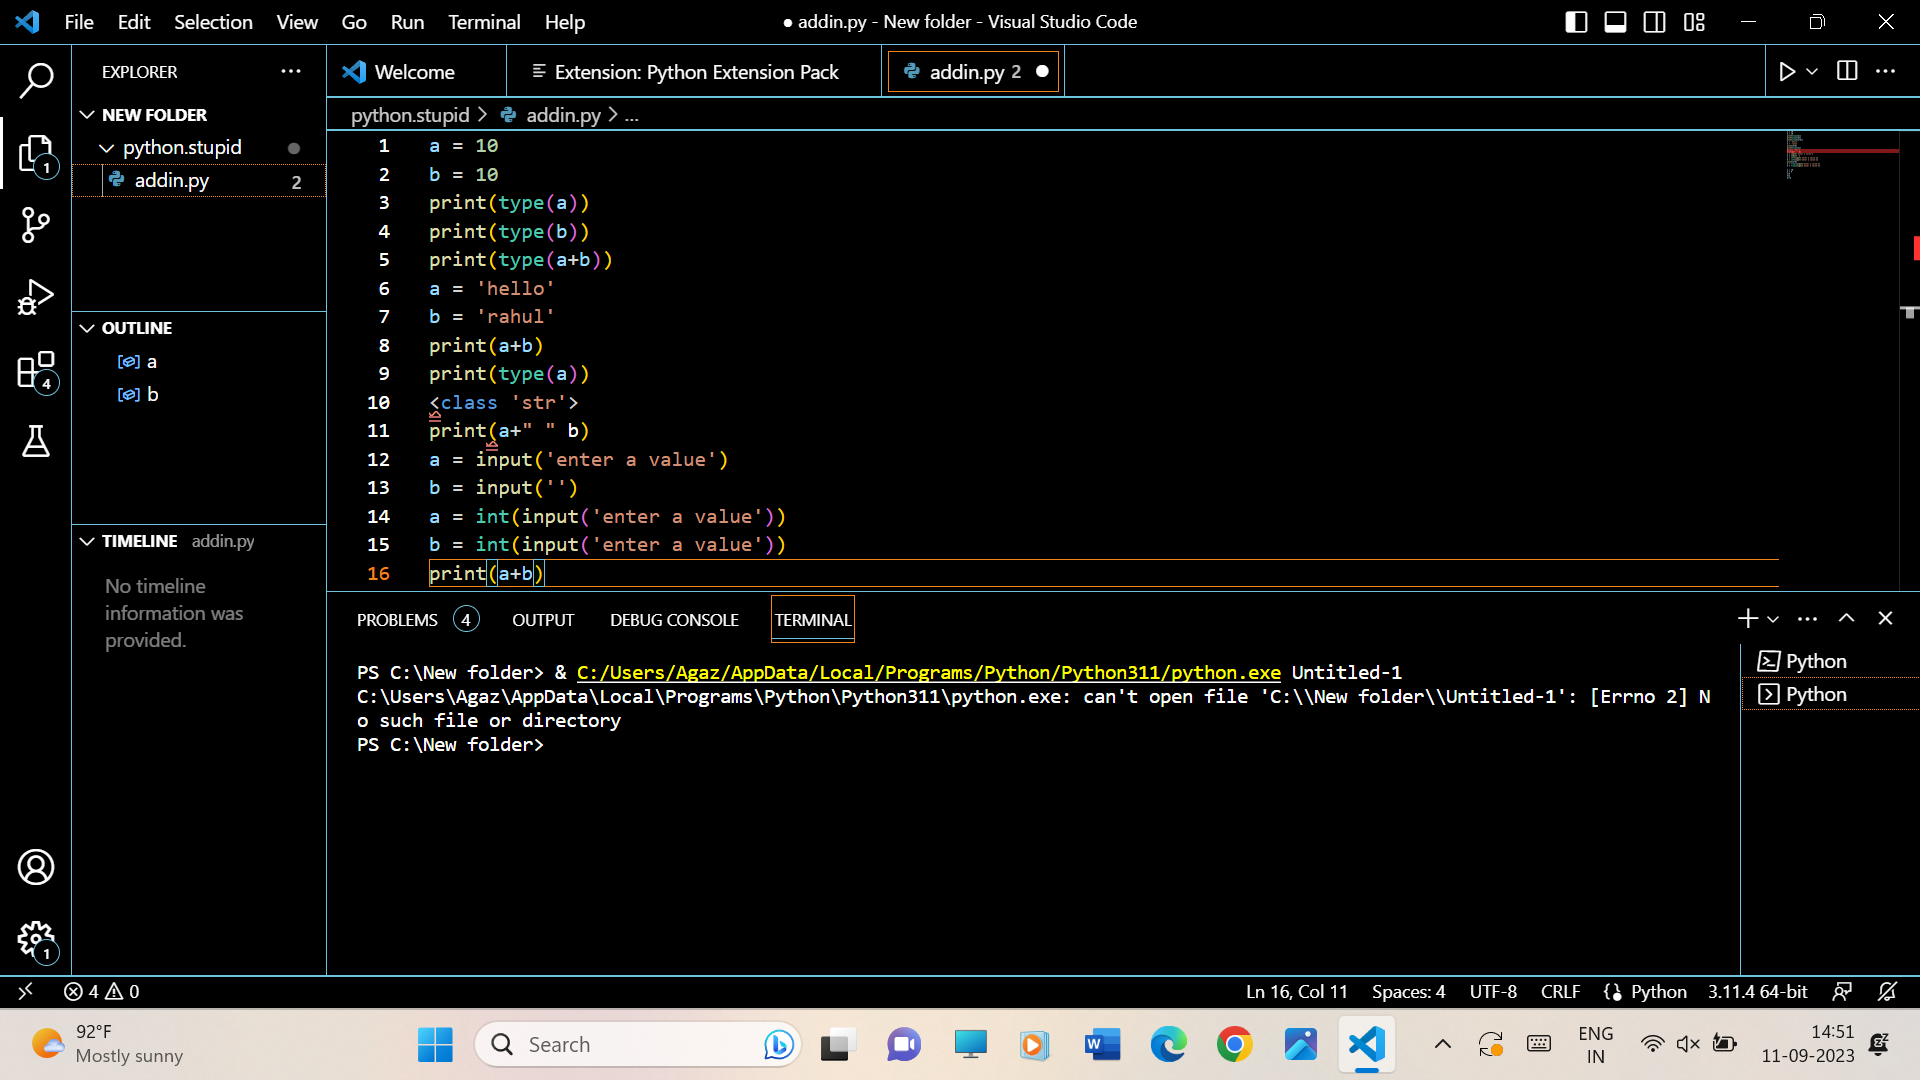 File Edit Selection View Go Run Terminal Help
● addin.py - New folder - Visual Studio Code
EXPLORER
Welcome
Extension: Python Extension Pack
addin.py 2
NEW FOLDER
python.stupid
addin.py 2
python.stupid > addin.py > ...
1 a = 10
2 b = 10
3 print(type(a))
4 print(type(b))
5 print(type(a+b))
6 a = 'hello'
7 b = 'rahul'
8 print(a+b)
9 print(type(a))
10 <class 'str'>
11 print(a+" " b)
12 a = input('enter a value')
13 b = input('')
14 a = int(input('enter a value'))
15 b = int(input('enter a value'))
16 print(a+b)
1
4
OUTLINE
a
b
TIMELINE addin.py
No timeline
information was
provided.
1
PROBLEMS 4 OUTPUT DEBUG CONSOLE TERMINAL
PS C:\New folder> & C:/Users/Agaz/AppData/Local/Programs/Python/Python311/python.exe Untitled-1
C:\Users\Agaz\AppData\Local\Programs\Python\Python311\python.exe: can't open file 'C:\\New folder\\Untitled-1': [Errno 2] N
o such file or directory
PS C:\New folder>
Python
Python
4 0
Ln 16, Col 11 Spaces: 4 UTF-8 CRLF Python 3.11.4 64-bit
92°F
Mostly sunny
Search
ENG
IN
14:51
11-09-2023